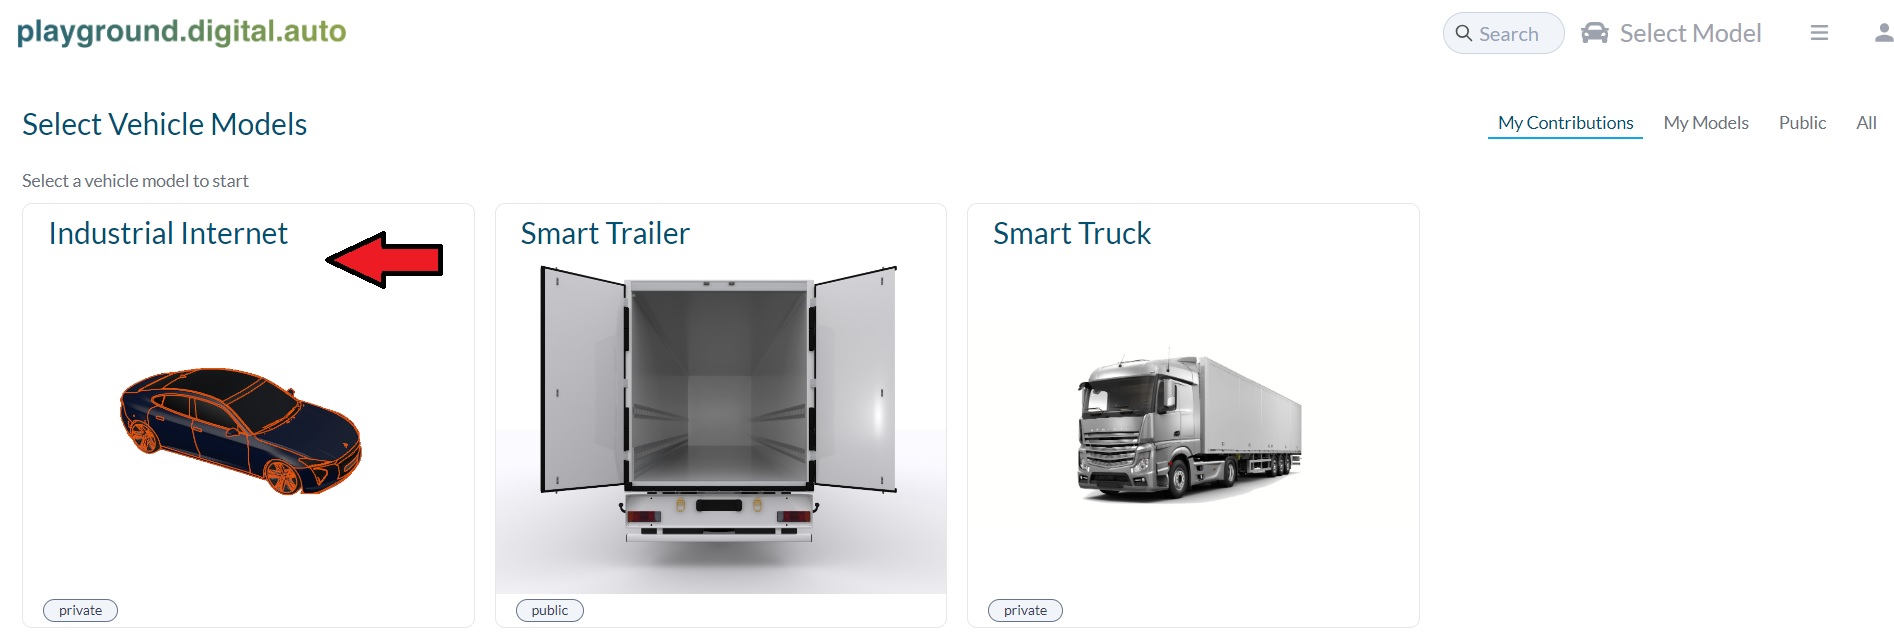 playground.digital.auto
Search
Select Model
Select Vehicle Models
My Contributions
My Models
Public
All
Select a vehicle model to start
Industrial Internet
Smart Trailer
Smart Truck
private
public
private